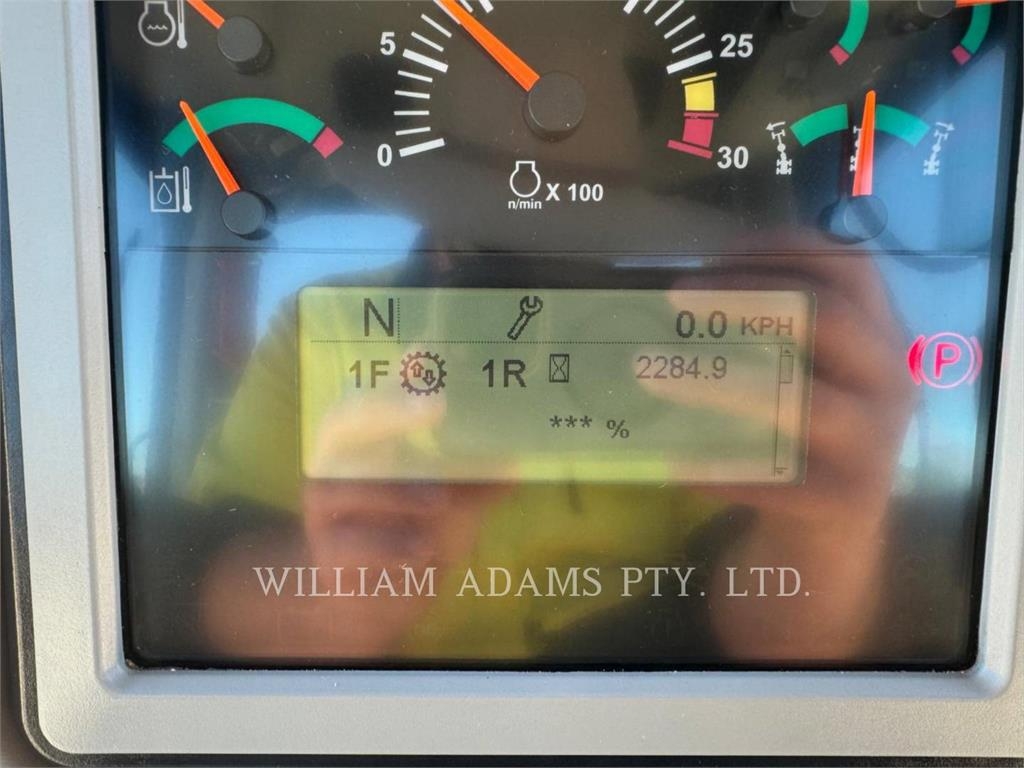 5
25
0
30
n/min X 100
N 0.0 KPH
1F 1R 2284.9
*** %
P
WILLIAM ADAMS PTY. LTD.